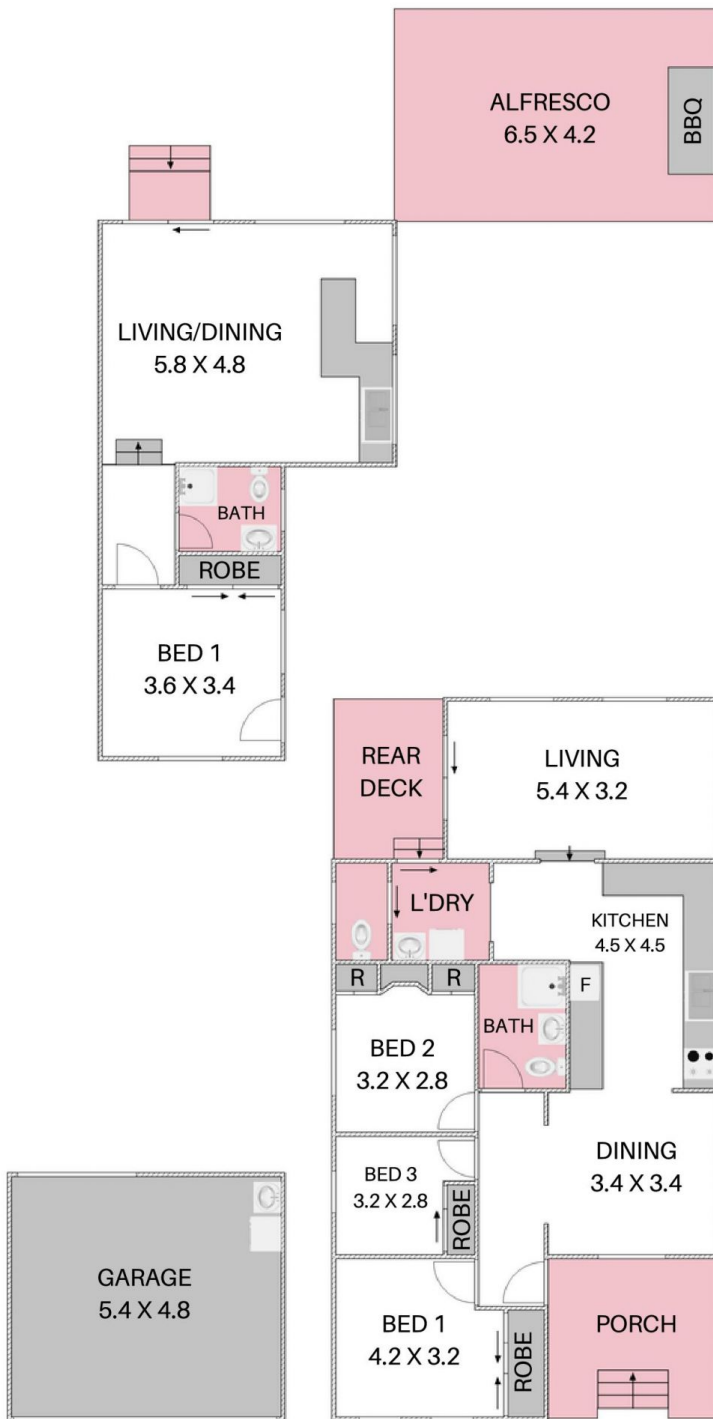 ALFRESCO
6.5 X 4.2
BBQ
LIVING/DINING
5.8 X 4.8
BATH
ROBE
BED 1
3.6 X 3.4
REAR
DECK
LIVING
5.4 X 3.2
L'DRY
KITCHEN
4.5 X 4.5
R
R
F
BATH
BED 2
3.2 X 2.8
DINING
3.4 X 3.4
BED 3
3.2 X 2.8
ROBE
GARAGE
5.4 X 4.8
BED 1
4.2 X 3.2
ROBE
PORCH